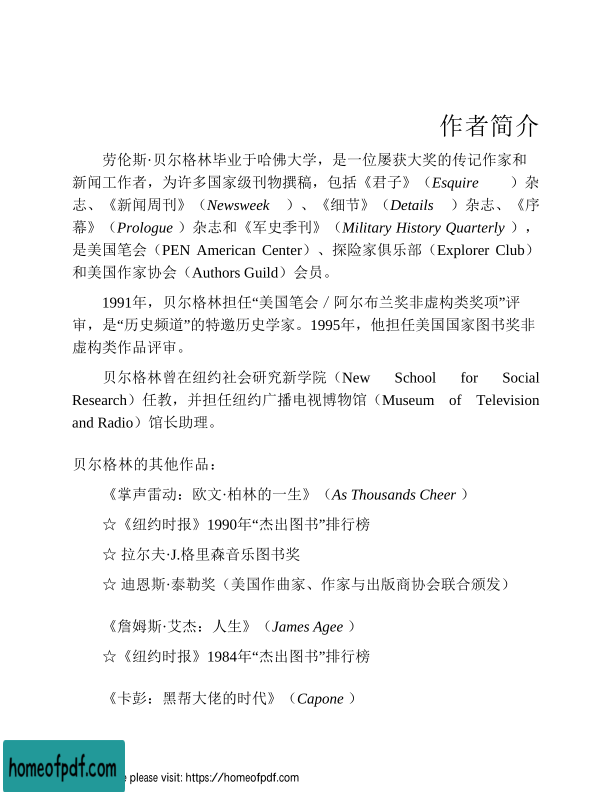 作者简介
劳伦斯·贝尔格林毕业于哈佛大学，是一位屡获大奖的传记作家和
新闻工作者，为许多国家级刊物撰稿，包括《君子》（Esquire ）杂
志、《新闻周刊》（Newsweek ）、《细节》（Details ）杂志、《序
幕》（Prologue ）杂志和《军史季刊》（Military History Quarterly ），
是美国笔会（PEN American Center）、探险家俱乐部（Explorer Club）
和美国作家协会（Authors Guild）会员。
1991年，贝尔格林担任“美国笔会／阿尔布兰奖非虚构类奖项”评
审，是“历史频道”的特邀历史学家。1995年，他担任美国国家图书奖非
虚构类作品评审。
贝尔格林曾在纽约社会研究新学院（New School for Social
Research）任教，并担任纽约广播电视博物馆（Museum of Television
and Radio）馆长助理。
贝尔格林的其他作品：
《掌声雷动：欧文·柏林的一生》（As Thousands Cheer ）
☆《纽约时报》1990年“杰出图书”排行榜
☆ 拉尔夫·J.格里森音乐图书奖
☆ 迪恩斯·泰勒奖（美国作曲家、作家与出版商协会联合颁发）
《詹姆斯·艾杰：人生》（James Agee ）
☆《纽约时报》1984年“杰出图书”排行榜
《卡彭：黑帮大佬的时代》（Capone ）
homeofpdf.com
please visit: https://homeofpdf.com